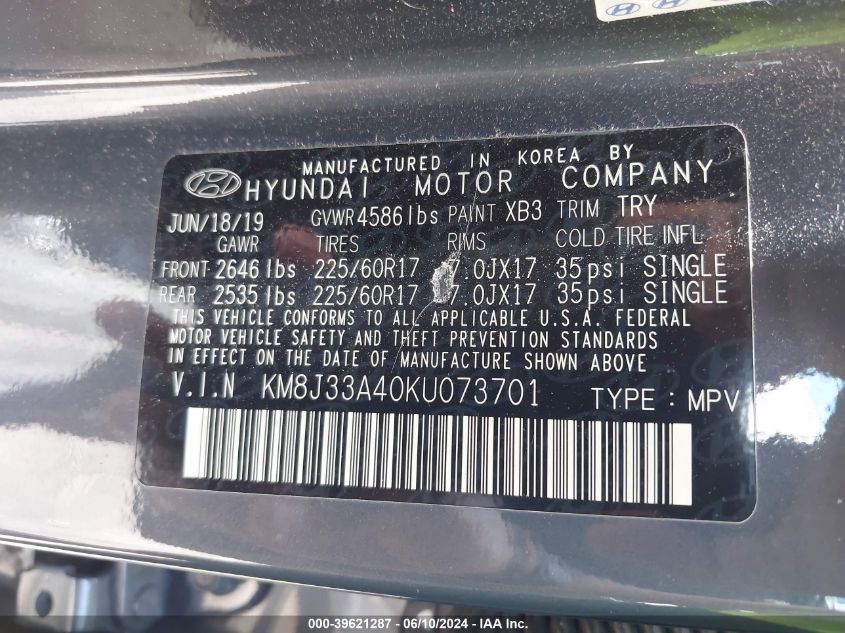 MANUFACTURED IN KOREA BY
HYUNDAI MOTOR COMPANY
JUN/18/19 GVWR 4586 lbs PAINT XB3 TRIM TRY
GAWR TIRES RIMS COLD TIRE INFL
FRONT 2646 lbs 225/60R17 7.0JX17 35psi SINGLE
REAR 2535 lbs 225/60R17 7.0JX17 35psi SINGLE
THIS VEHICLE CONFORMS TO ALL APPLICABLE U.S.A. FEDERAL
MOTOR VEHICLE SAFETY AND THEFT PREVENTION STANDARDS
IN EFFECT ON THE DATE OF MANUFACTURE SHOWN ABOVE
V.I.N KM8J33A40KU073701 TYPE : MPV
000-39621287 - 06/10/2024 - IAA Inc.